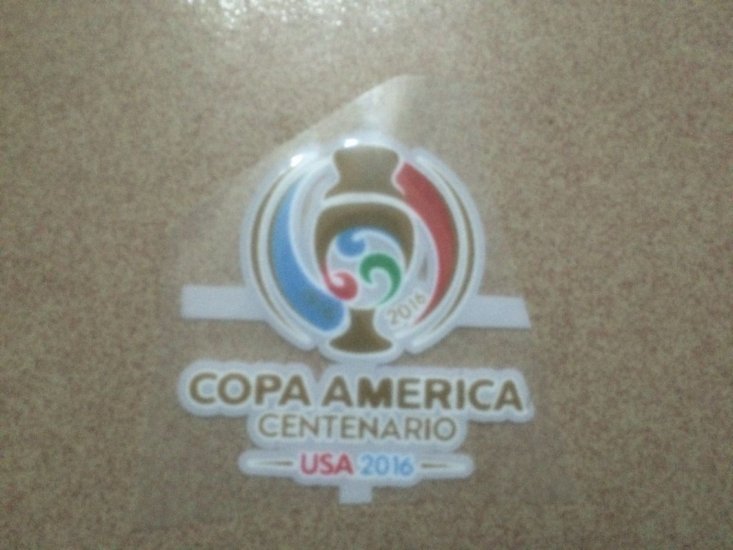 2016
COPA AMERICA
CENTENARIO
USA 2016